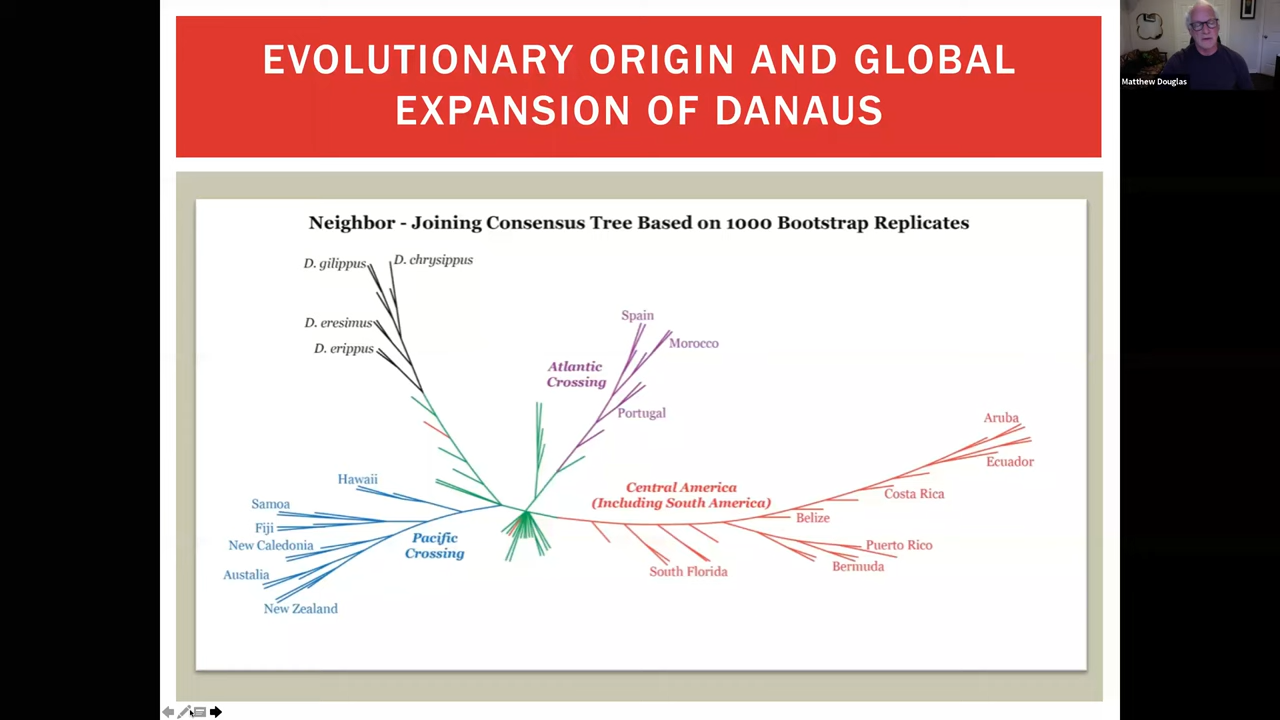 EVOLUTIONARY ORIGIN AND GLOBAL
EXPANSION OF DANAUS
Matthew Douglas
Neighbor - Joining Consensus Tree Based on 1000 Bootstrap Replicates
D. gilippus
D. chrysippus
D. eresimus
D. erippus
Spain
Morocco
Atlantic
Crossing
Portugal
Aruba
Ecuador
Hawaii
Central America
(Including South America)
Costa Rica
Samoa
Belize
Fiji
New Caledonia
Pacific
Crossing
Puerto Rico
Bermuda
South Florida
Austalia
New Zealand